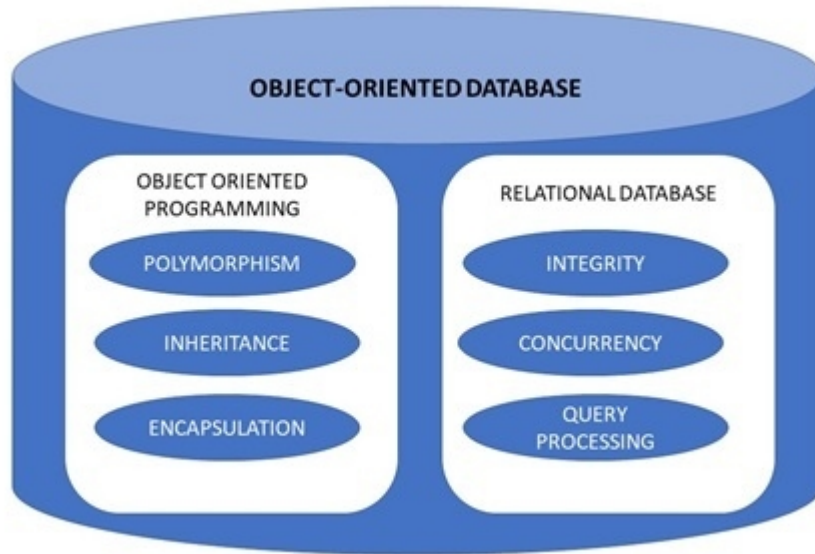 OBJECT-ORIENTED DATABASE
OBJECT ORIENTED
PROGRAMMING
POLYMORPHISM
INHERITANCE
ENCAPSULATION
RELATIONAL DATABASE
INTEGRITY
CONCURRENCY
QUERY
PROCESSING